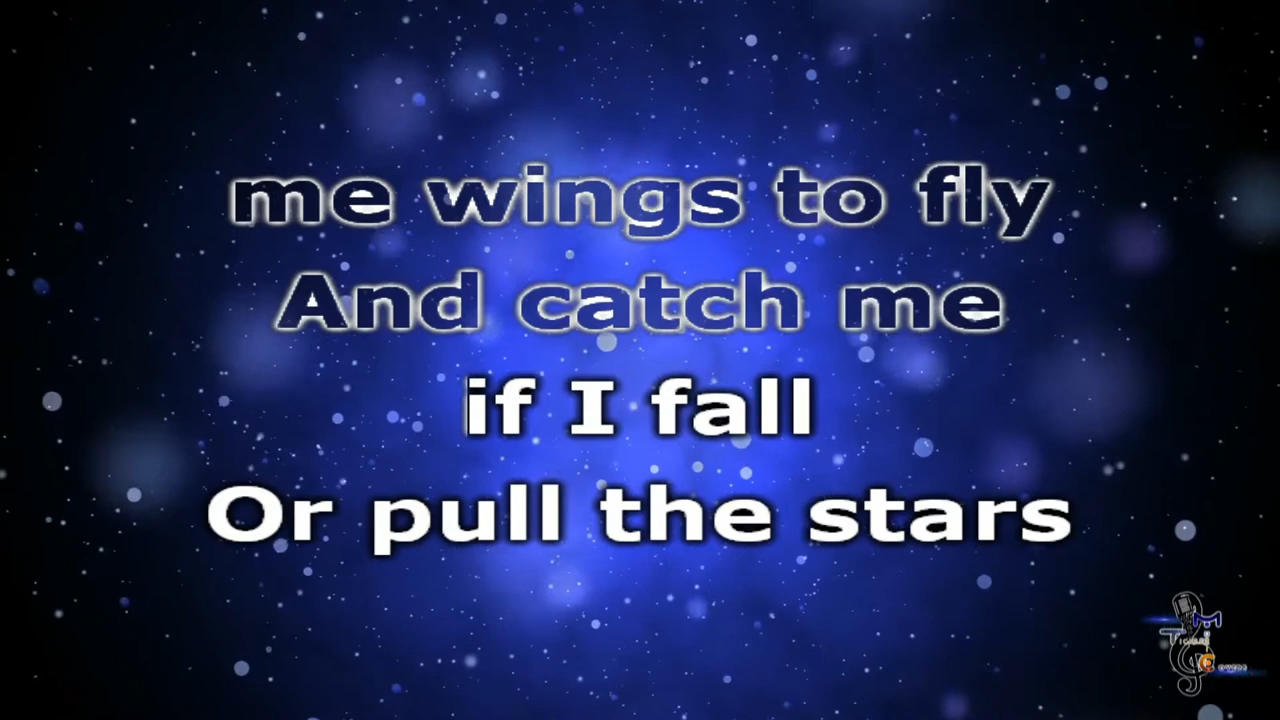 me wings to fly
And catch me
if I fall
Or pull the stars